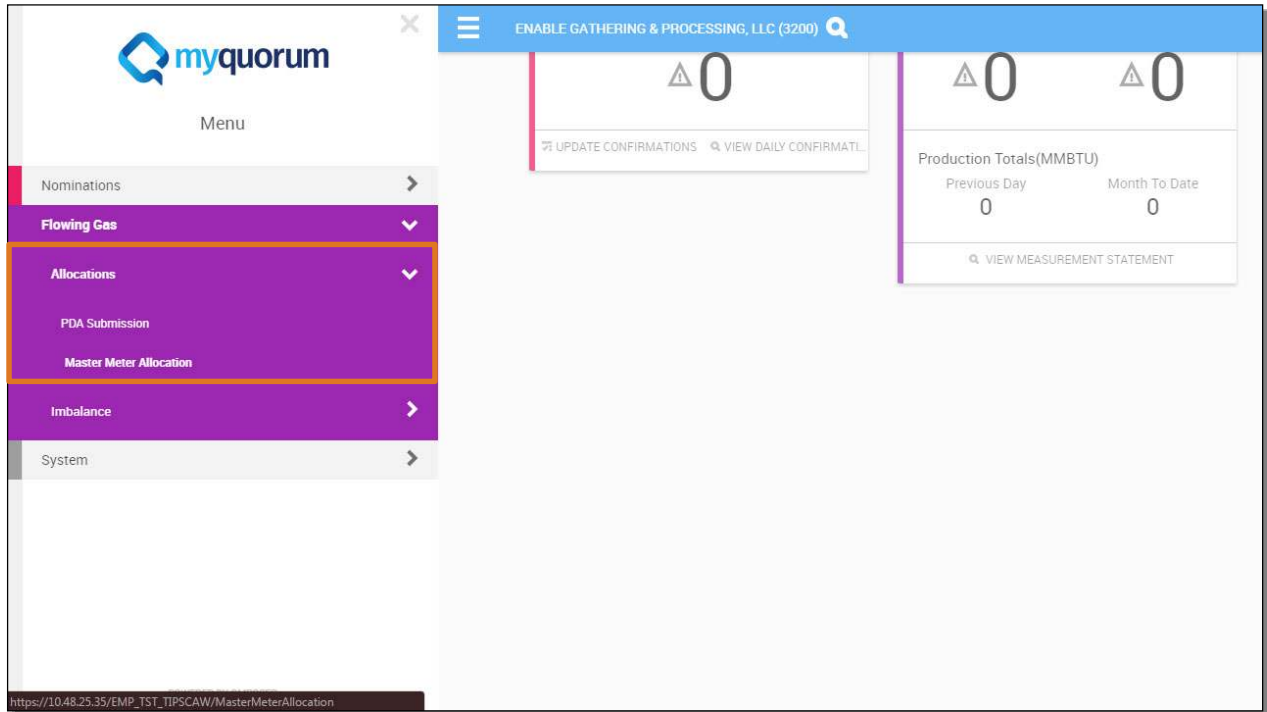 myquorum
Menu
Nominations
Flowing Gas
Allocations
PDA Submission
Master Meter Allocation
Imbalance
System
https://10.48.25.35/EMP_TST_TIPSCAW/MasterMeterAllocation
ENABLE GATHERING & PROCESSING, LLC (3200)
0
UPDATE CONFIRMATIONS VIEW DAILY CONFIRMATI...
0 0
Production Totals(MMBTU)
Previous Day Month To Date
0 0
VIEW MEASUREMENT STATEMENT